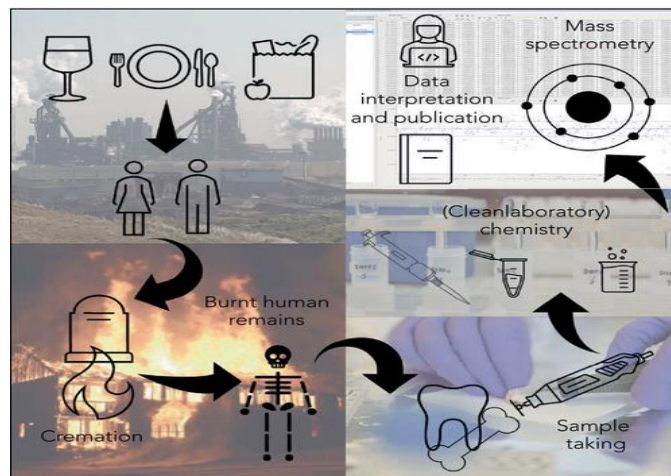 Mass
spectrometry
</>
Data
interpretation
and publication
(Cleanlaboratory)
chemistry
Burnt human
remains
Cremation
Sample
taking